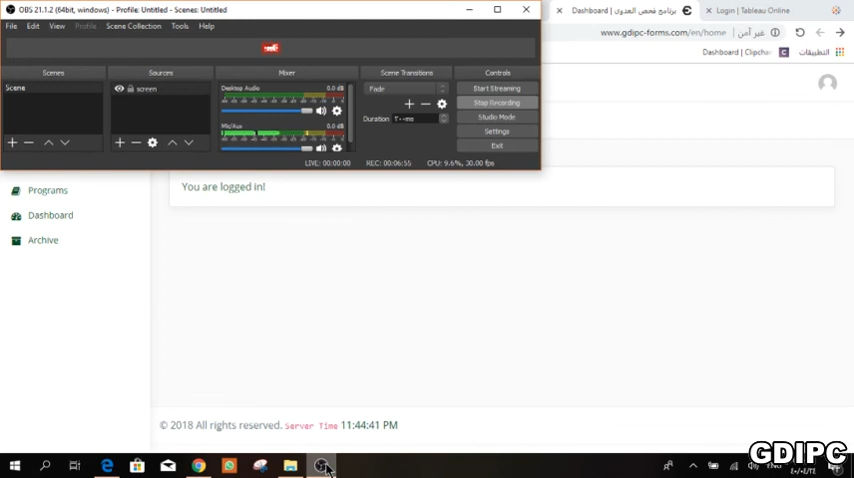 OBS 21.1.2 (64bit, windows) - Profile: Untitled - Scenes: Untitled
File Edit View Profile Scene Collection Tools Help
Scenes Sources Mixer Scene Transitions Controls
Scene
screen
Desktop Audio 0.0 dB
Mic/Aux 0.0 dB
Fade
Duration ٣٠٠ms
Start Streaming
Stop Recording
Studio Mode
Settings
Exit
LIVE: 00:00:00 REC: 00:06:55 CPU: 9.6%, 30.00 fps
Dashboard | برنامج فحص العدوى
Login | Tableau Online
www.gdipc-forms.com/en/home غير آمن
Dashboard | Clipcha
التطبيقات
Programs
Dashboard
Archive
You are logged in!
© 2018 All rights reserved. Server Time 11:44:41 PM
ENG
GDIPC